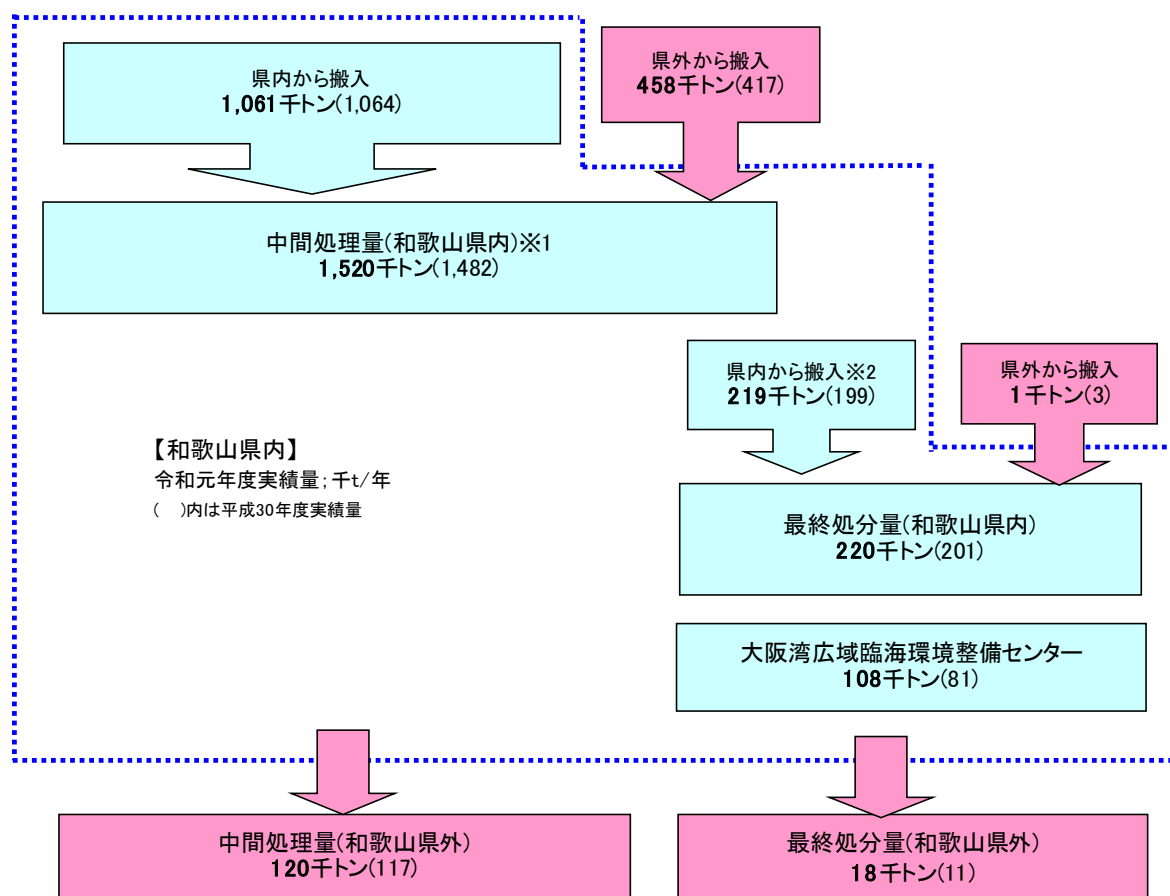 県内から搬入
1,061千トン(1,064)
県外から搬入
458千トン(417)
中間処理量(和歌山県内)※1
1,520千トン(1,482)
県内から搬入※2
219千トン(199)
県外から搬入
1千トン(3)
【和歌山県内】
令和元年度実績量；千t/年
(　)内は平成30年度実績量
最終処分量(和歌山県内)
220千トン(201)
大阪湾広域臨海環境整備センター
108千トン(81)
中間処理量(和歌山県外)
120千トン(117)
最終処分量(和歌山県外)
18千トン(11)